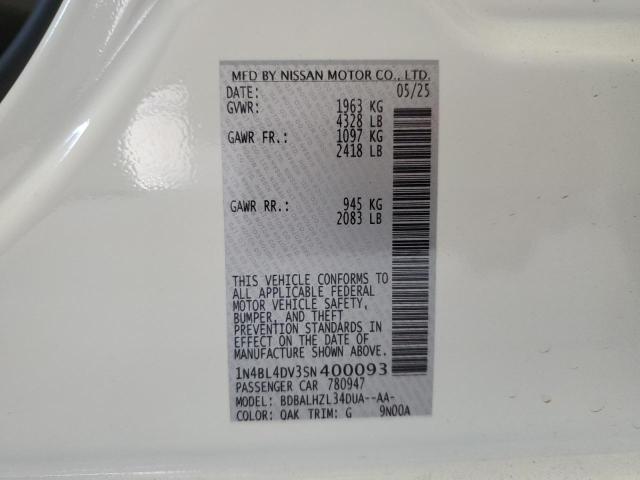 MFD BY NISSAN MOTOR CO., LTD.
DATE: 05/25
GVWR: 1963 KG
4328 LB
GAWR FR.: 1097 KG
2418 LB
GAWR RR.: 945 KG
2083 LB
THIS VEHICLE CONFORMS TO
ALL APPLICABLE FEDERAL
MOTOR VEHICLE SAFETY,
BUMPER, AND THEFT
PREVENTION STANDARDS IN
EFFECT ON THE DATE OF
MANUFACTURE SHOWN ABOVE.
1N4BL4DV3SN400093
PASSENGER CAR 780947
MODEL: BDBALHZL34DUA--AA-
COLOR: QAK TRIM: G 9N00A